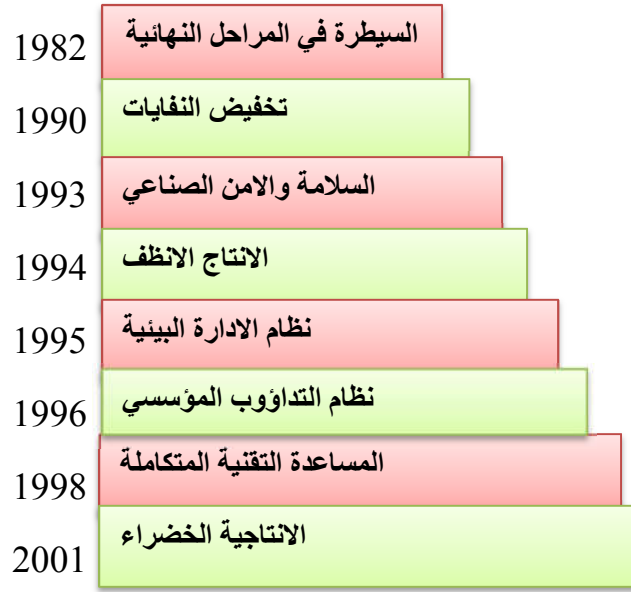 1982 السيطرة في المراحل النهائية
1990 تخفيض النفايات
1993 السلامة والامن الصناعي
1994 الانتاج الانظف
1995 نظام الادارة البيئية
1996 نظام التداؤوب المؤسسي
1998 المساعدة التقنية المتكاملة
2001 الانتاجية الخضراء